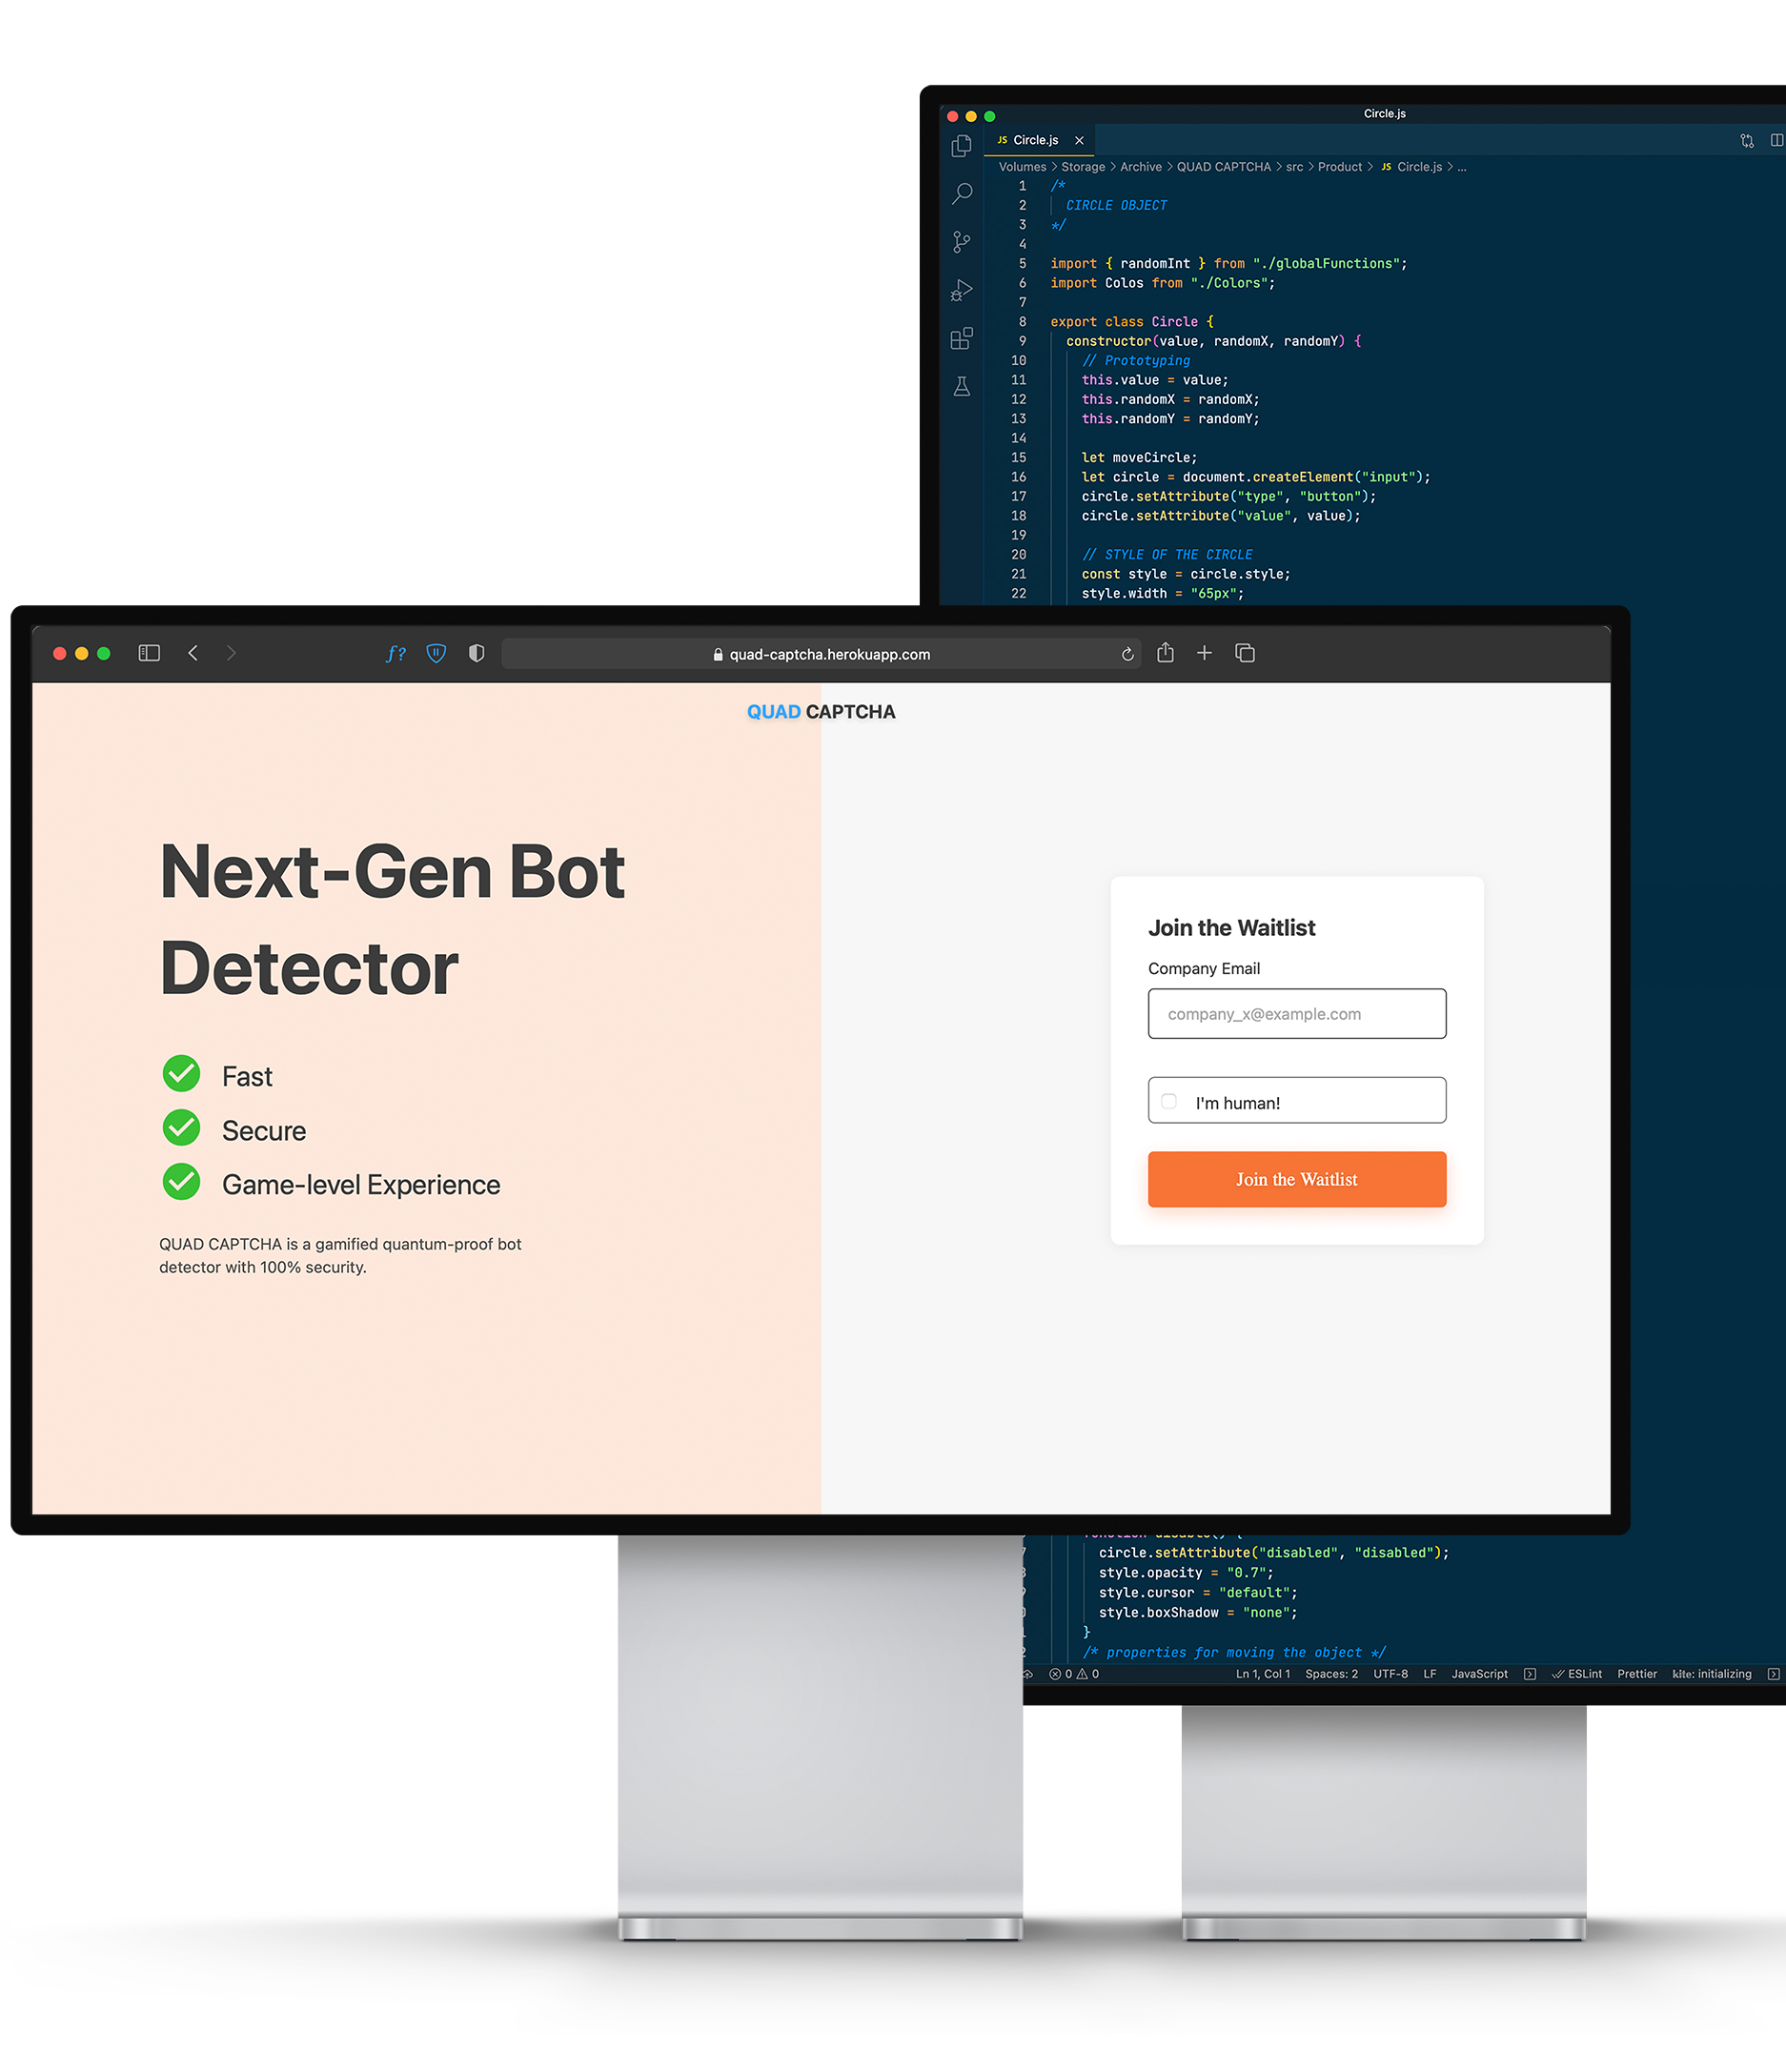 Circle.js
JS Circle.js ×
Volumes > Storage > Archive > QUAD CAPTCHA > src > Product > JS Circle.js > ...
1 /*
2 CIRCLE OBJECT
3 */
4
5 import { randomInt } from "./globalFunctions";
6 import Colos from "./Colors";
7
8 export class Circle {
9 constructor(value, randomX, randomY) {
10 // Prototyping
11 this.value = value;
12 this.randomX = randomX;
13 this.randomY = randomY;
14
15 let moveCircle;
16 let circle = document.createElement("input");
17 circle.setAttribute("type", "button");
18 circle.setAttribute("value", value);
19
20 // STYLE OF THE CIRCLE
21 const style = circle.style;
22 style.width = "65px";
f?
quad-captcha.herokuapp.com
QUAD CAPTCHA
Next-Gen Bot
Detector
Fast
Secure
Game-level Experience
QUAD CAPTCHA is a gamified quantum-proof bot
detector with 100% security.
Join the Waitlist
Company Email
company_x@example.com
I'm human!
Join the Waitlist
function disable() {
circle.setAttribute("disabled", "disabled");
style.opacity = "0.7";
style.cursor = "default";
style.boxShadow = "none";
}
/* properties for moving the object */
0 0 Ln 1, Col 1 Spaces: 2 UTF-8 LF JavaScript ESLint Prettier kite: initializing